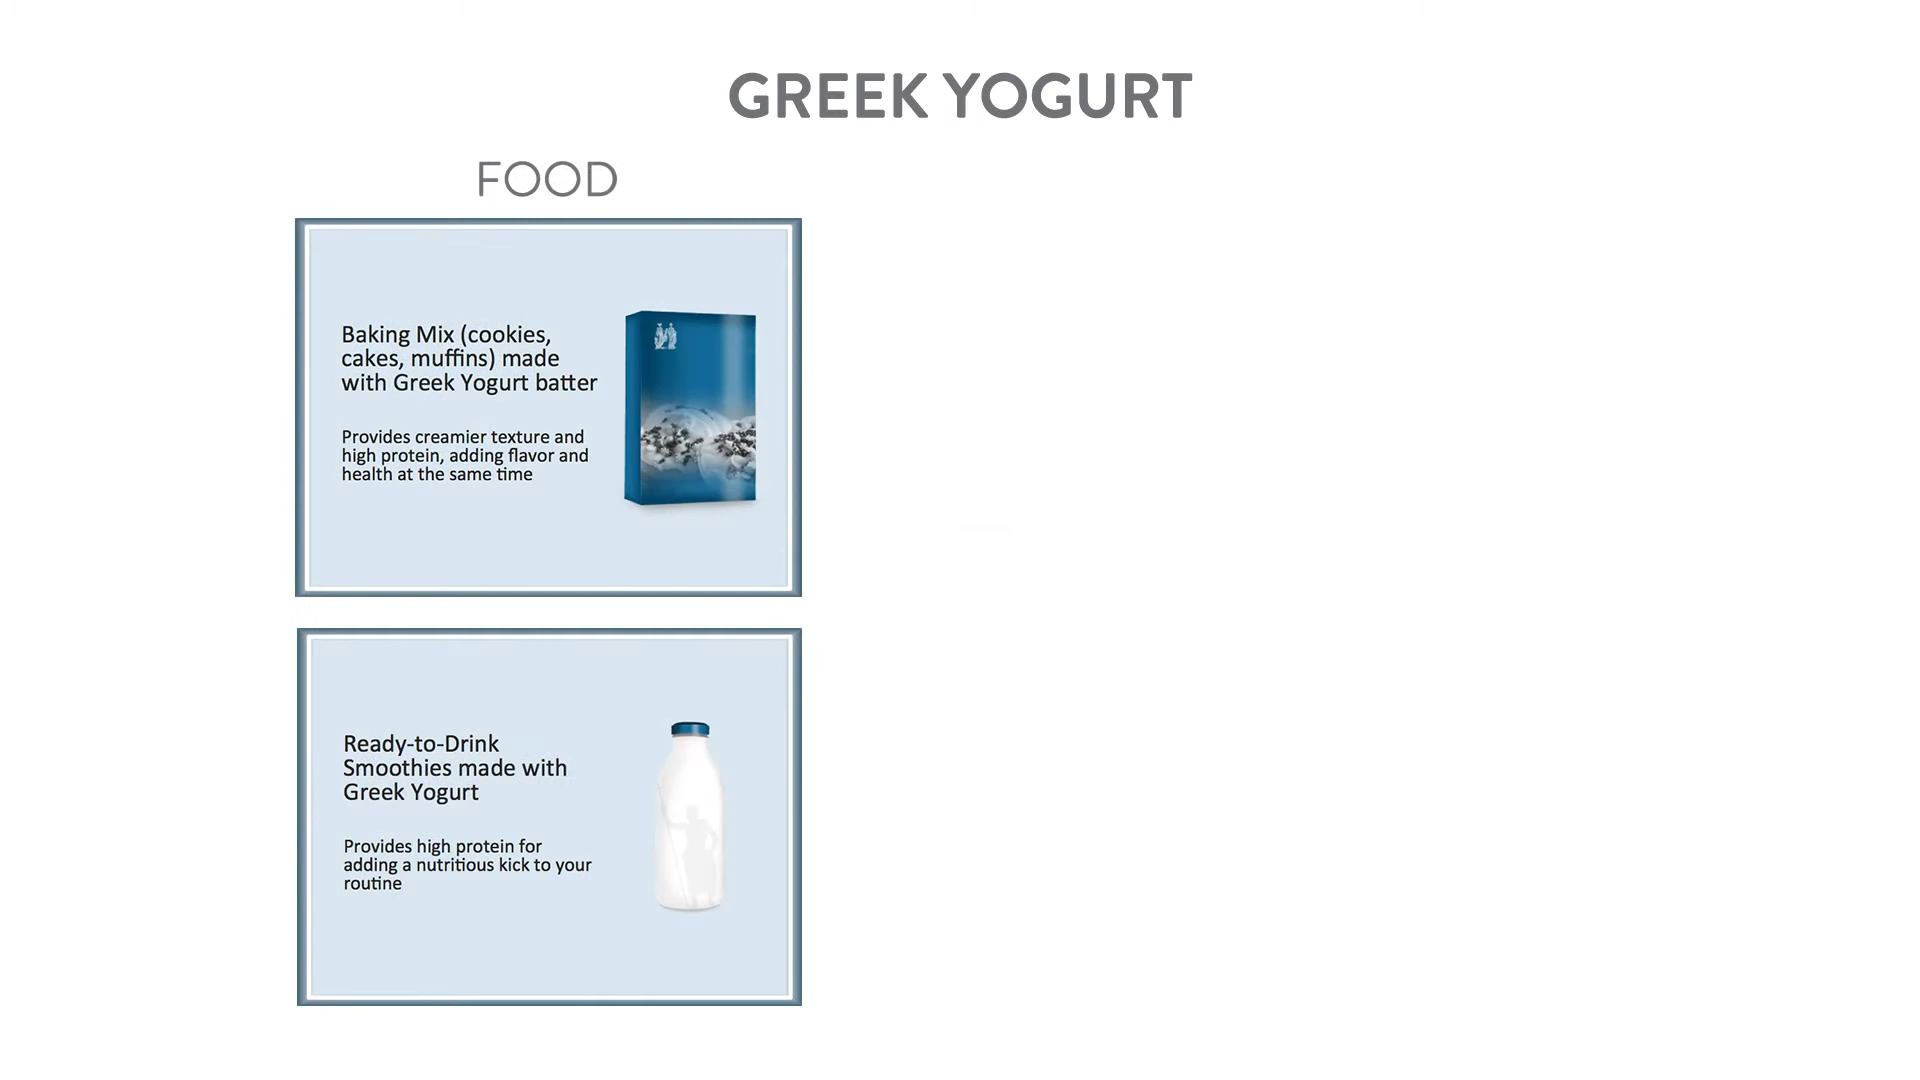 GREEK YOGURT
FOOD
Baking Mix (cookies,
cakes, muffins) made
with Greek Yogurt batter
Provides creamier texture and
high protein, adding flavor and
health at the same time
Ready-to-Drink
Smoothies made with
Greek Yogurt
Provides high protein for
adding a nutritious kick to your
routine